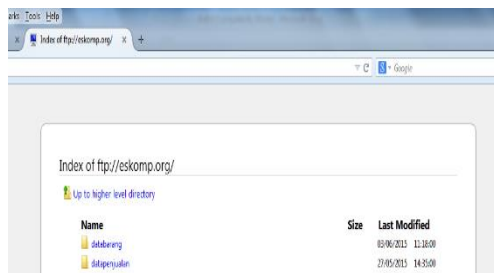 arks Tools Help
x Index of ftp://eskomp.org/ x +
Google
Index of ftp://eskomp.org/
Up to higher level directory
Name Size Last Modified
databarang 03/06/2015 11:18:00
datapenjualan 27/05/2015 14:35:00